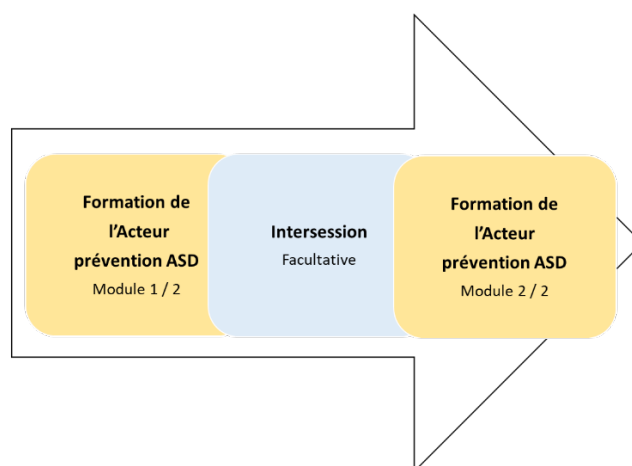 Formation de
l'Acteur
prévention ASD
Module 1 / 2
Intersession
Facultative
Formation de
l'Acteur
prévention ASD
Module 2 / 2